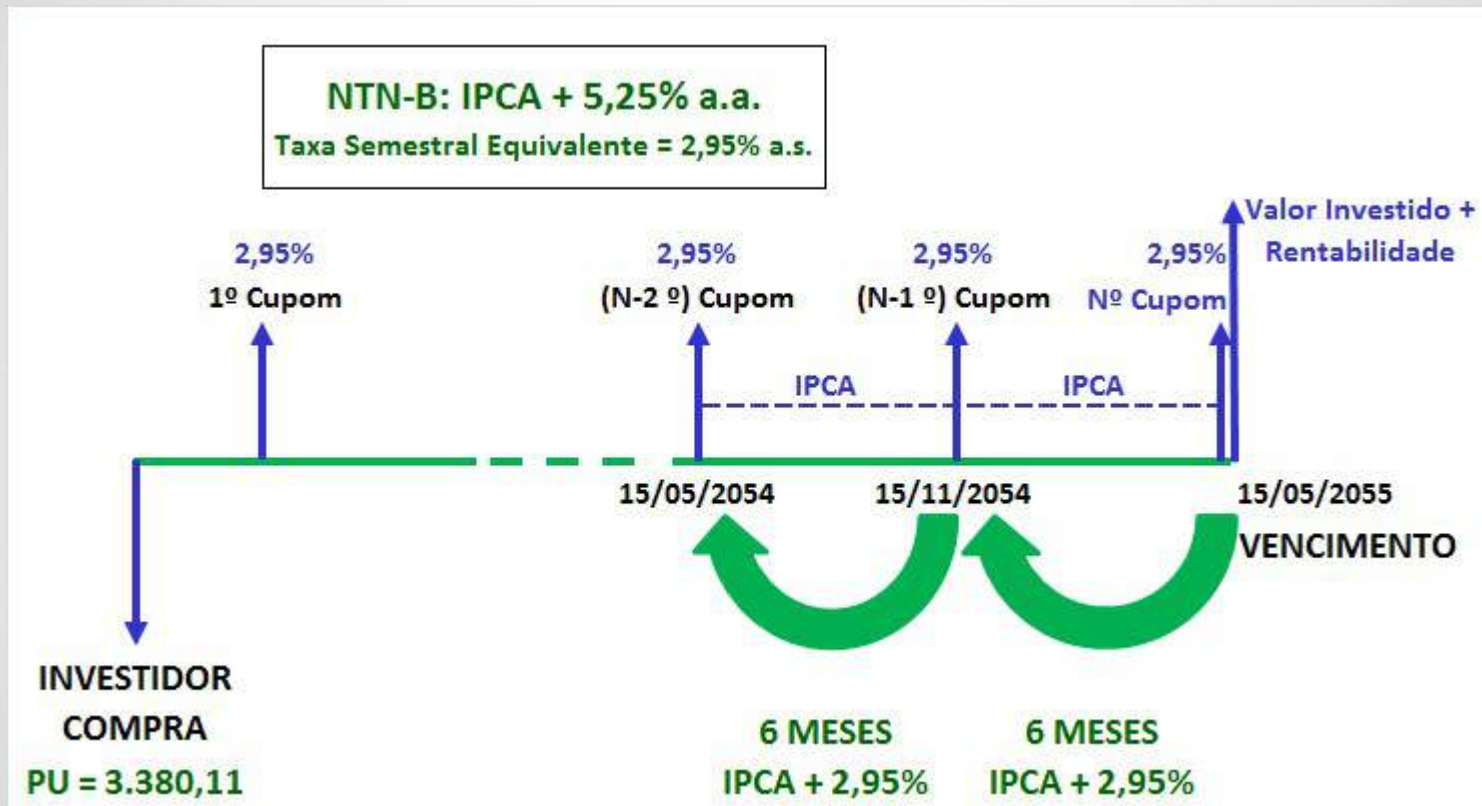 NTN-B: IPCA + 5,25% a.a.
Taxa Semestral Equivalente = 2,95% a.s.
Valor Investido +
Rentabilidade
2,95%
1º Cupom
2,95%
(N-2 º) Cupom
2,95%
(N-1 º) Cupom
2,95%
Nº Cupom
IPCA
IPCA
15/05/2054
15/11/2054
15/05/2055
VENCIMENTO
INVESTIDOR
COMPRA
PU = 3.380,11
6 MESES
IPCA + 2,95%
6 MESES
IPCA + 2,95%